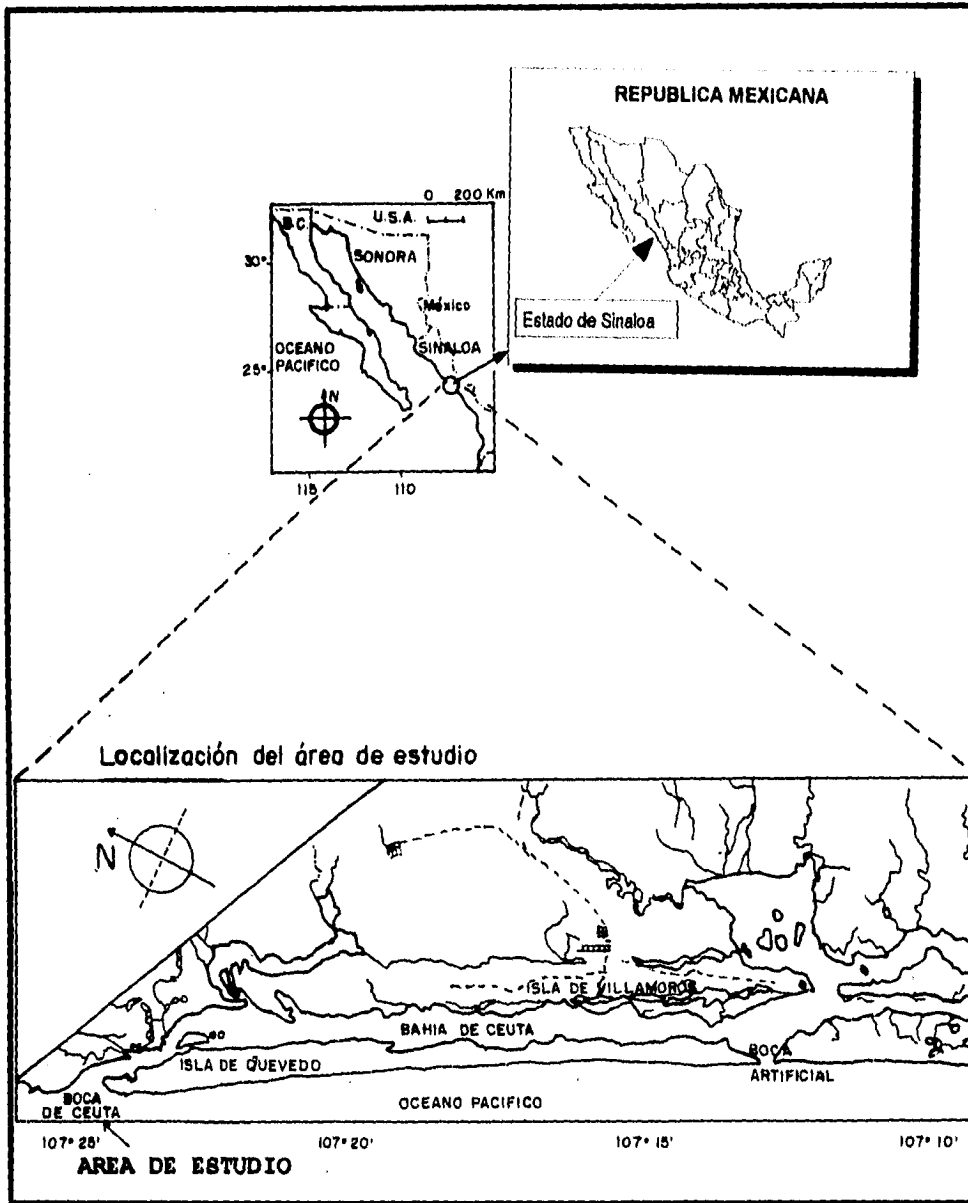 REPUBLICA MEXICANA
Estado de Sinaloa
0 200 Km
U.S.A.
B.C.
SONORA
30°
México
SINALOA
OCEANO
PACIFICO
25°
N
115 110
Localización del área de estudio
N
ISLA DE VILLAMOROS
BAHIA DE CEUTA
ISLA DE QUEVEDO
BOCA
ARTIFICIAL
BOCA
DE CEUTA
OCEANO PACIFICO
107° 25' 107° 20' 107° 15' 107° 10'
AREA DE ESTUDIO